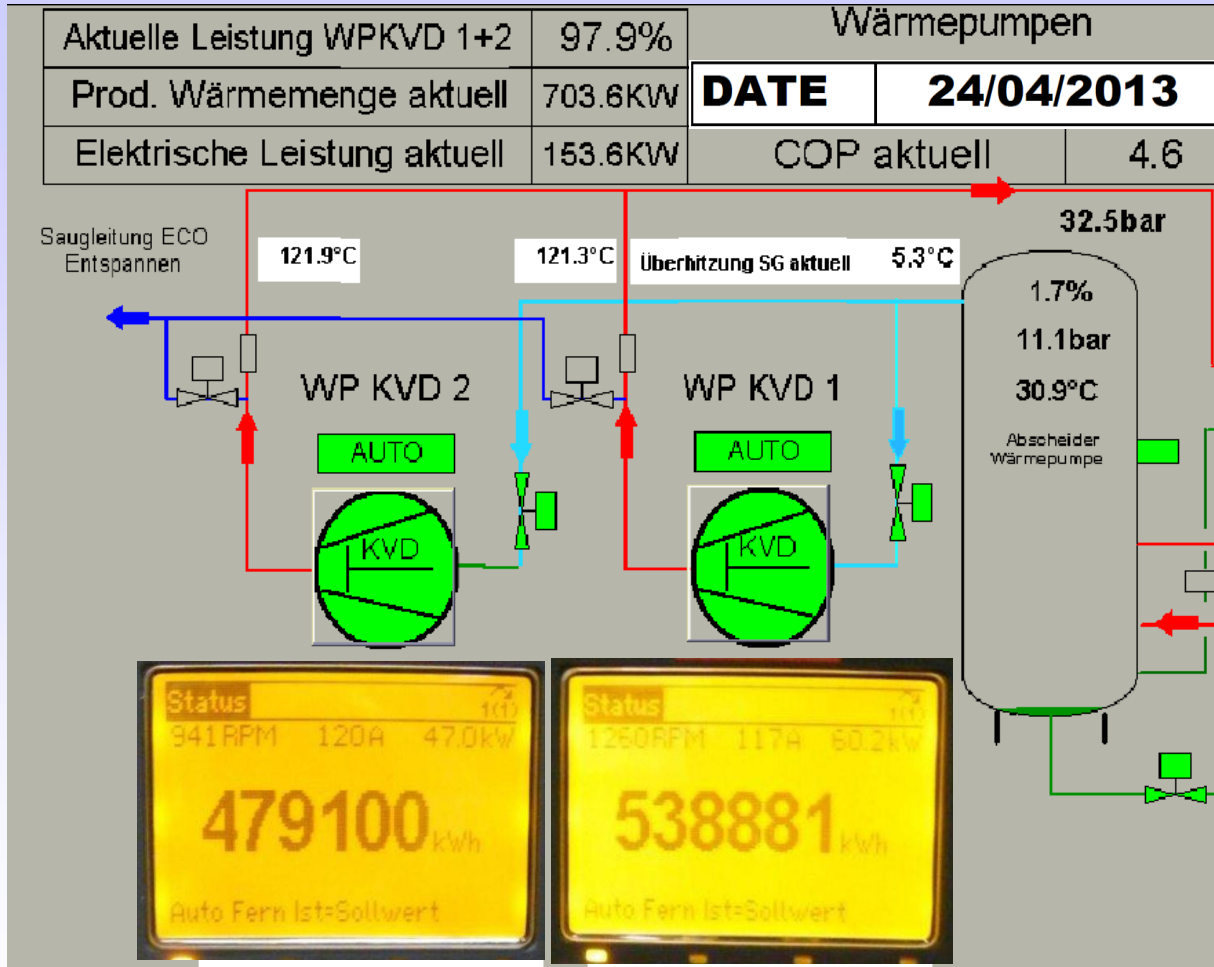 Aktuelle Leistung WPKVD 1+2 97.9%
Wärmepumpen
Prod. Wärmemenge aktuell 703.6KW
DATE 24/04/2013
Elektrische Leistung aktuell 153.6KW
COP aktuell 4.6
Saugleitung ECO
Entspannen
121.9°C
121.3°C
Überhitzung SG aktuell 5.3°C
32.5bar
1.7%
11.1bar
30.9°C
Abscheider
Wärmepumpe
WP KVD 2
WP KVD 1
AUTO
AUTO
KVD
KVD
Status
1(1)
941RPM 120A 47.0kW
479100kWh
Auto Fern Ist=Sollwert
Status
1(1)
1260RPM 117A 60.2kW
538881kWh
Auto Fern Ist=Sollwert